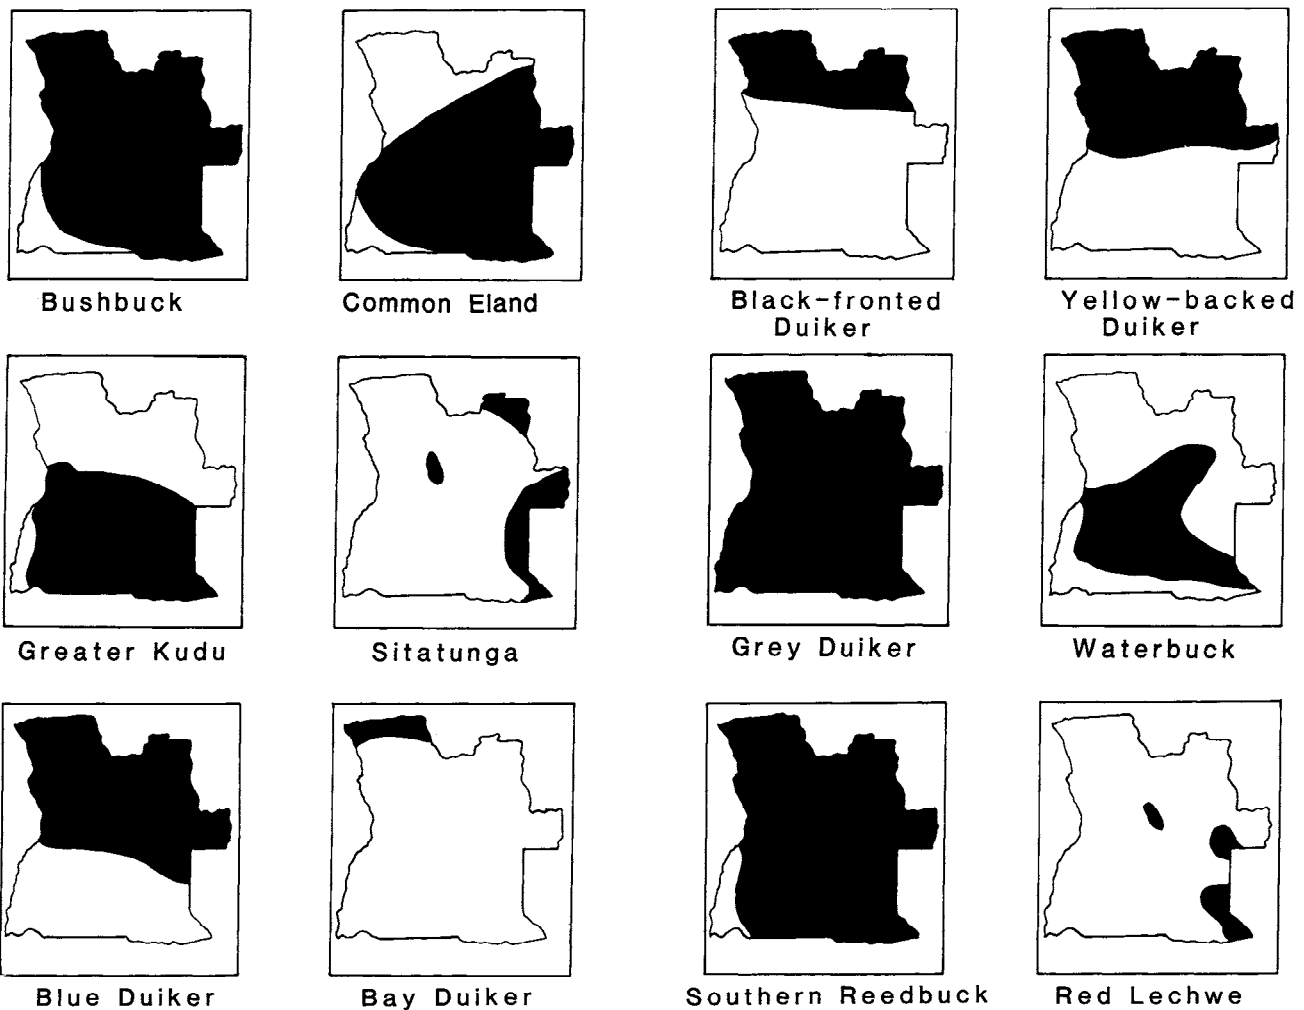 Bushbuck
Common Eland
Black-fronted
Duiker
Yellow-backed
Duiker
Greater Kudu
Sitatunga
Grey Duiker
Waterbuck
Blue Duiker
Bay Duiker
Southern Reedbuck
Red Lechwe